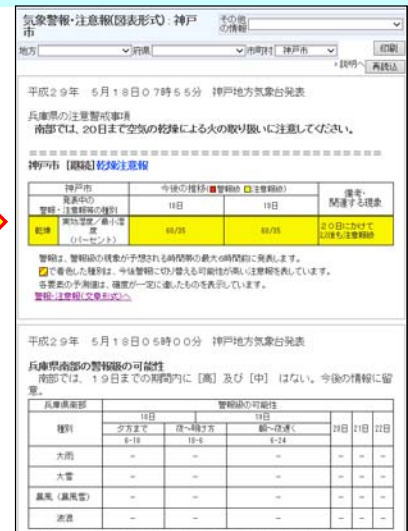 気象警報・注意報(図表形式):神戸市
その他の情報
地方 府県 市町村 神戸市 印刷
説明へ 再読込
平成29年 5月18日07時55分 神戸地方気象台発表
兵庫県の注意警戒事項
南部では、20日まで空気の乾燥による火の取り扱いに注意してください。
神戸市 [継続]乾燥注意報
神戸市 今後の推移(■警報級 □注意報級) 備考・関連する現象
発表中の警報・注意報等の種別 18日 19日
乾燥 実効湿度/最小湿度(パーセント) 60/35 60/35 20日にかけて以後も注意報級
警報は、警報級の現象が予想される時間帯の最大6時間前に発表します。
で着色した種別は、今後警報に切り替える可能性が高い注意報を表しています。
各要素の予測値は、確度が一定に達したものを表示しています。
警報・注意報(文章形式)へ
平成29年 5月18日05時00分 神戸地方気象台発表
兵庫県南部の警報級の可能性
南部では、19日までの期間内に[高]及び[中]はない。今後の情報に留意。
兵庫県南部 警報級の可能性
種別 18日 19日 20日 21日 22日
夕方まで 夜~明け方 朝~夜遅く
6-18 18-6 6-24
大雨 - - - - - -
大雪 - - - - - -
暴風(暴風雪) - - - - - -
波浪 - - - - - -